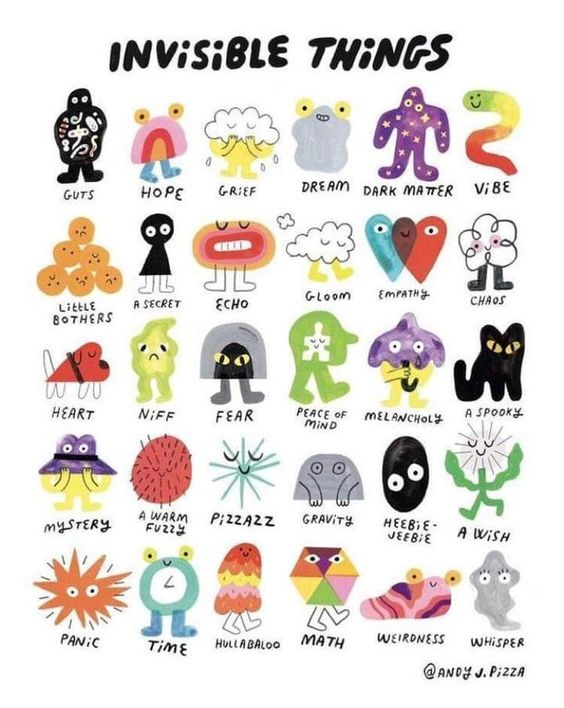 INVISIBLE THINGS
GUTS
HOPE
GRIEF
DREAM
DARK MATTER
VIBE
LITTLE
BOTHERS
A SECRET
ECHO
GLOOM
EMPATHY
CHAOS
HEART
NIFF
FEAR
PEACE OF
MIND
MELANCHOLY
A SPOOKY
MYSTERY
A WARM
FUZZY
PIZZAZZ
GRAVITY
HEEBIE-
JEEBIE
A WISH
PANIC
TIME
HULLABALOO
MATH
WEIRDNESS
WHISPER
@ANDY J. PIZZA